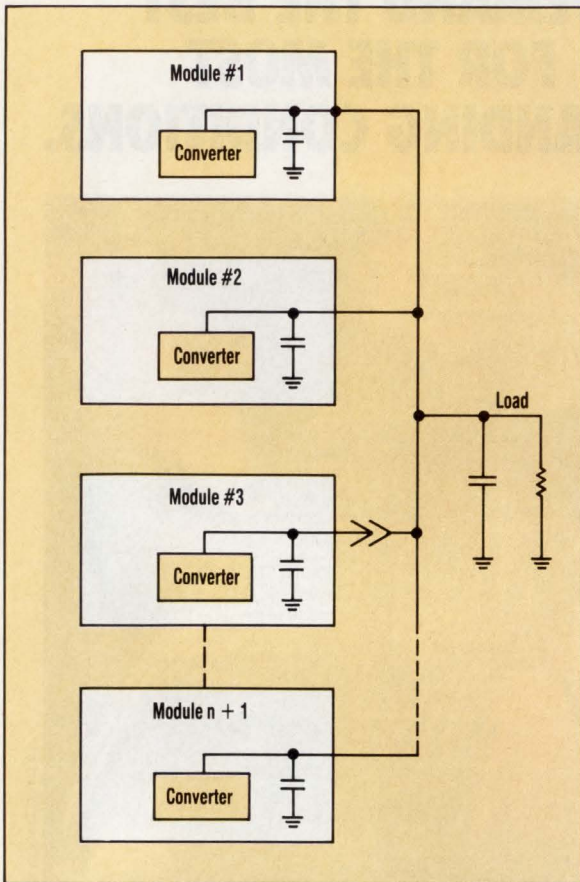 Module #1
Converter
Module #2
Converter
Load
Module #3
Converter
Module n + 1
Converter